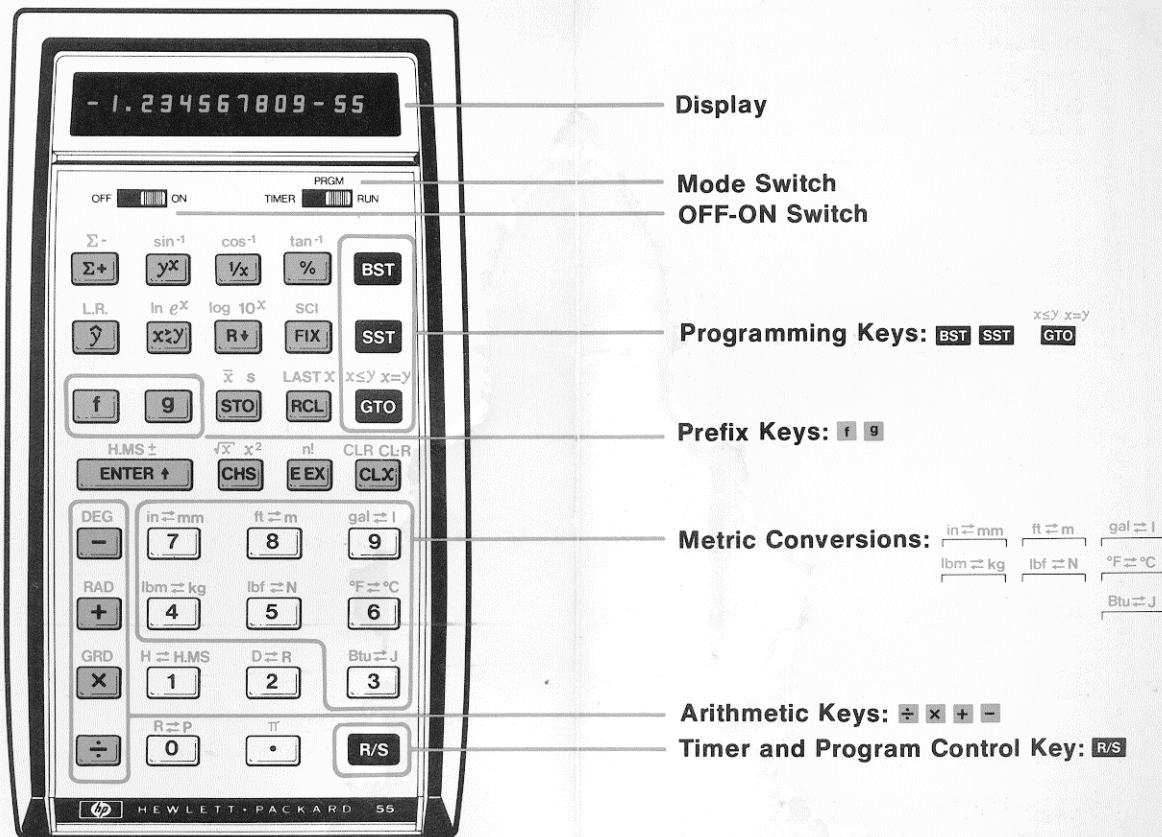 -1.234567809-55
Display
PRGM
OFF ON TIMER RUN
Mode Switch
OFF-ON Switch
Σ- sin⁻¹ cos⁻¹ tan⁻¹
Σ+ yˣ 1/x % BST
L.R. ln eˣ log 10ˣ SCI
ŷ x⇄y R↓ FIX SST
Programming Keys: BST SST GTO
x≤y x=y
x̄ s LAST X x≤y x=y
f g STO RCL GTO
Prefix Keys: f g
H.MS ± √x x² n! CLR CL·R
ENTER ↑ CHS E EX CLX
DEG in⇄mm ft⇄m gal⇄l
− 7 8 9
Metric Conversions: in⇄mm ft⇄m gal⇄l
lbm⇄kg lbf⇄N °F⇄°C
Btu⇄J
RAD lbm⇄kg lbf⇄N °F⇄°C
+ 4 5 6
GRD H⇄H.MS D⇄R Btu⇄J
× 1 2 3
Arithmetic Keys: ÷ × + −
R⇄P π
÷ 0 . R/S
Timer and Program Control Key: R/S
hp HEWLETT·PACKARD 55